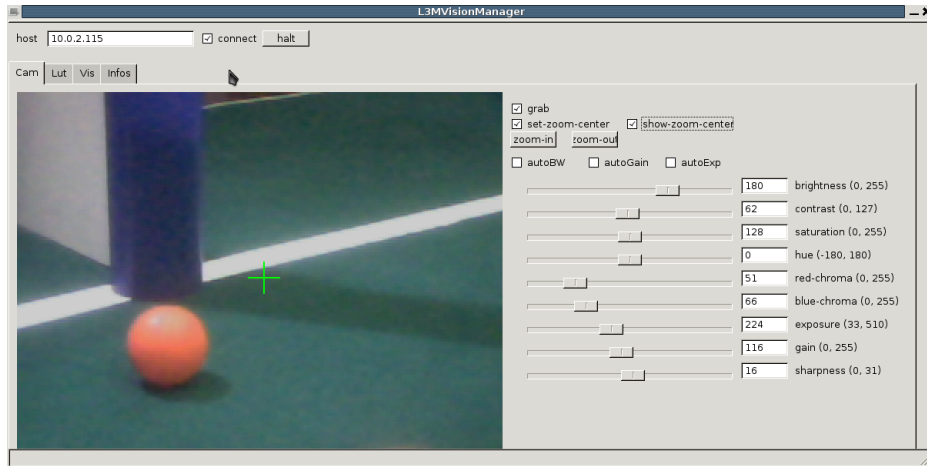 L3MVisionManager
host 10.0.2.115 connect halt
Cam Lut Vis Infos
grab
set-zoom-center show-zoom-center
zoom-in zoom-out
autoBW autoGain autoExp
180 brightness (0, 255)
62 contrast (0, 127)
128 saturation (0, 255)
0 hue (-180, 180)
51 red-chroma (0, 255)
66 blue-chroma (0, 255)
224 exposure (33, 510)
116 gain (0, 255)
16 sharpness (0, 31)